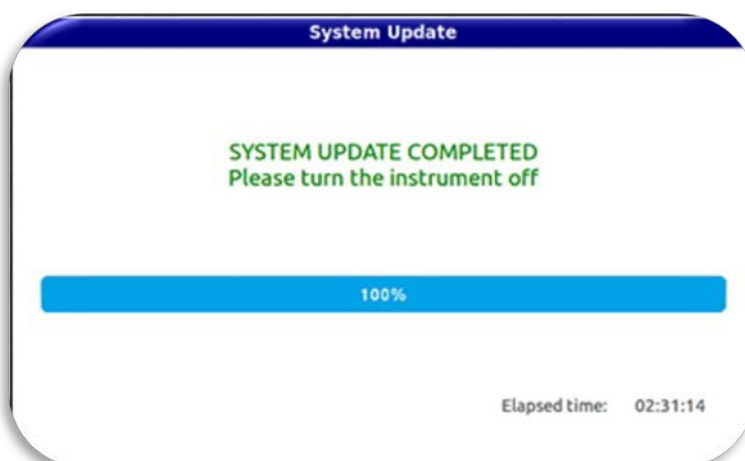 System Update
SYSTEM UPDATE COMPLETED
Please turn the instrument off
100%
Elapsed time: 02:31:14